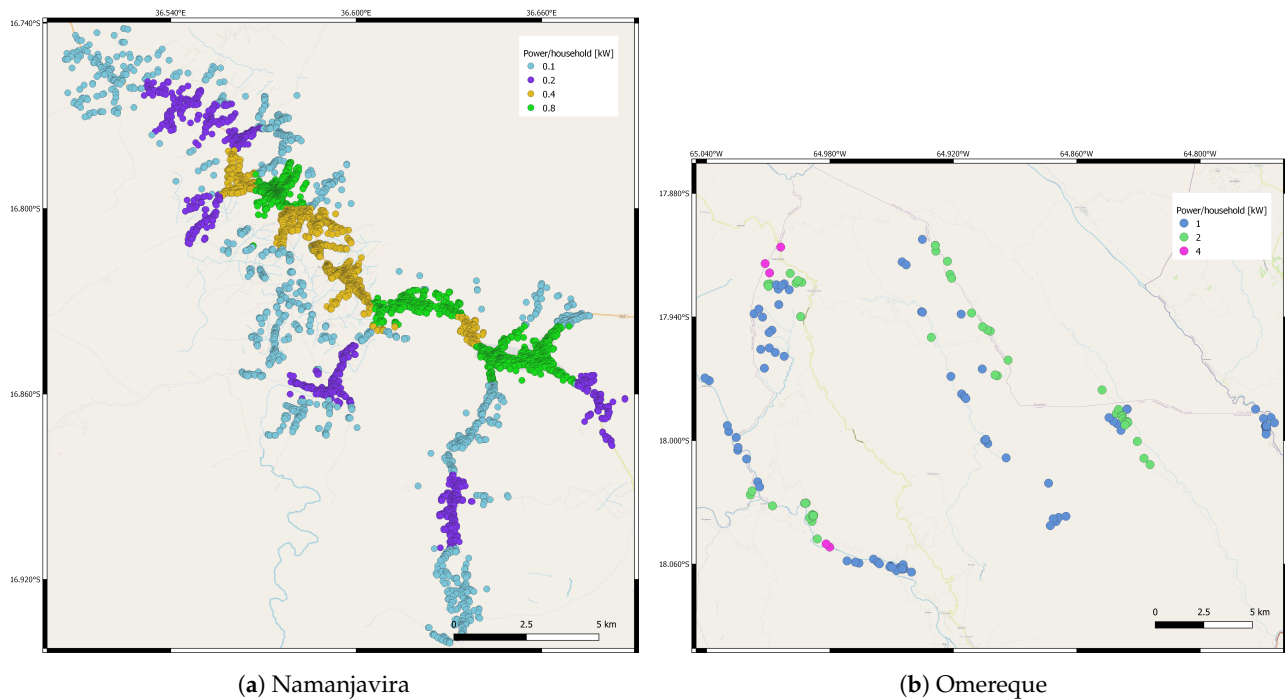 36.540°E 36.600°E 36.660°E
16.740°S
16.800°S
16.860°S
16.920°S
Power/household [kW]
0.1
0.2
0.4
0.8
0 2.5 5 km
(a) Namanjavira
65.040°W 64.980°W 64.920°W 64.860°W 64.800°W
17.880°S
17.940°S
18.000°S
18.060°S
Power/household [kW]
1
2
4
0 2.5 5 km
(b) Omereque